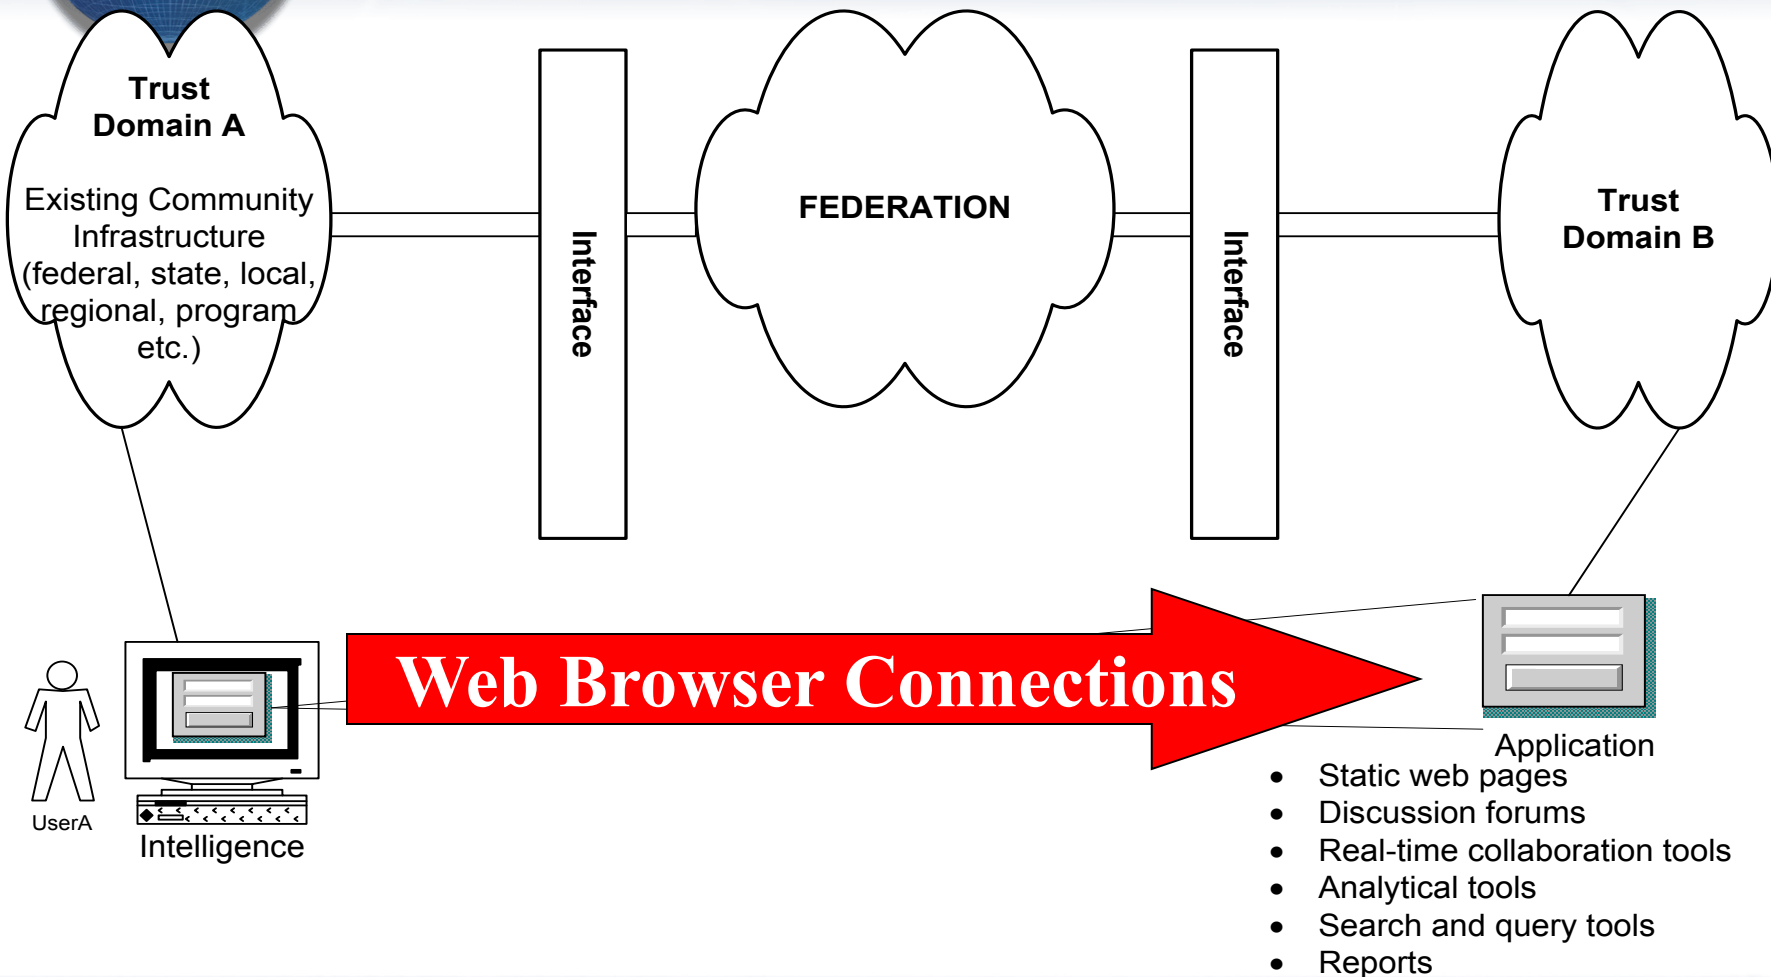 Trust
Domain A
Existing Community
Infrastructure
(federal, state, local,
regional, program
etc.)
Interface
FEDERATION
Interface
Trust
Domain B
Web Browser Connections
UserA
Intelligence
Application
• Static web pages
• Discussion forums
• Real-time collaboration tools
• Analytical tools
• Search and query tools
• Reports